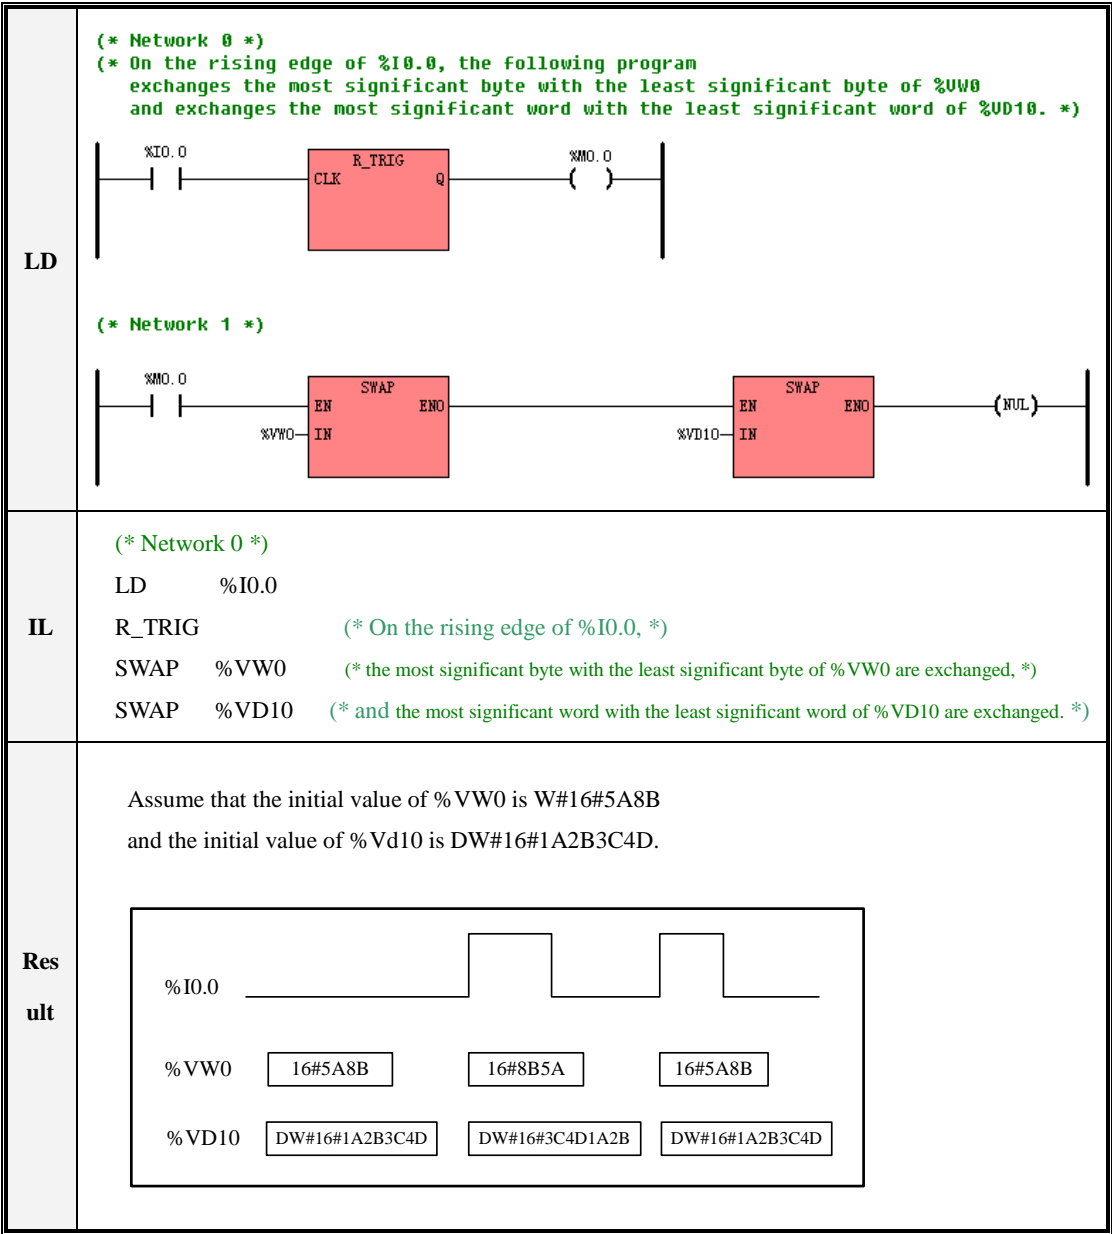 LD
(* Network 0 *)
(* On the rising edge of %I0.0, the following program
exchanges the most significant byte with the least significant byte of %VW0
and exchanges the most significant word with the least significant word of %VD10. *)
%I0.0 R_TRIG %M0.0
CLK Q
(* Network 1 *)
%M0.0 SWAP SWAP
EN ENO EN ENO (NUL)
%VW0 IN %VD10 IN
IL
(* Network 0 *)
LD %I0.0
R_TRIG (* On the rising edge of %I0.0, *)
SWAP %VW0 (* the most significant byte with the least significant byte of %VW0 are exchanged, *)
SWAP %VD10 (* and the most significant word with the least significant word of %VD10 are exchanged. *)
Res
ult
Assume that the initial value of %VW0 is W#16#5A8B
and the initial value of %Vd10 is DW#16#1A2B3C4D.
%I0.0
%VW0 16#5A8B 16#8B5A 16#5A8B
%VD10 DW#16#1A2B3C4D DW#16#3C4D1A2B DW#16#1A2B3C4D